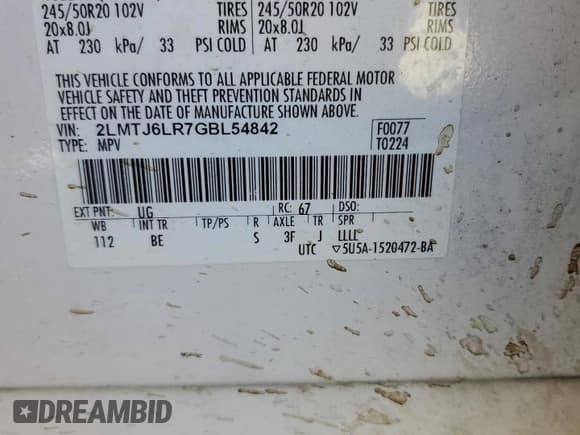 245/50R20 102V TIRES 245/50R20 102V TIRES
20x8.0J RIMS 20x8.0J RIMS
AT 230 kPa/ 33 PSI COLD AT 230 kPa/ 33 PSI COLD
THIS VEHICLE CONFORMS TO ALL APPLICABLE FEDERAL MOTOR
VEHICLE SAFETY AND THEFT PREVENTION STANDARDS IN
EFFECT ON THE DATE OF MANUFACTURE SHOWN ABOVE.
VIN: 2LMTJ6LR7GBL54842 F0077
TYPE: MPV T0224
EXT PNT: UG RC: 67 DSO:
WB INT TR TP/PS R AXLE TR SPR
112 BE S 3F J LLLL
UTC ▽5U5A-1520472-BA
DREAMBID